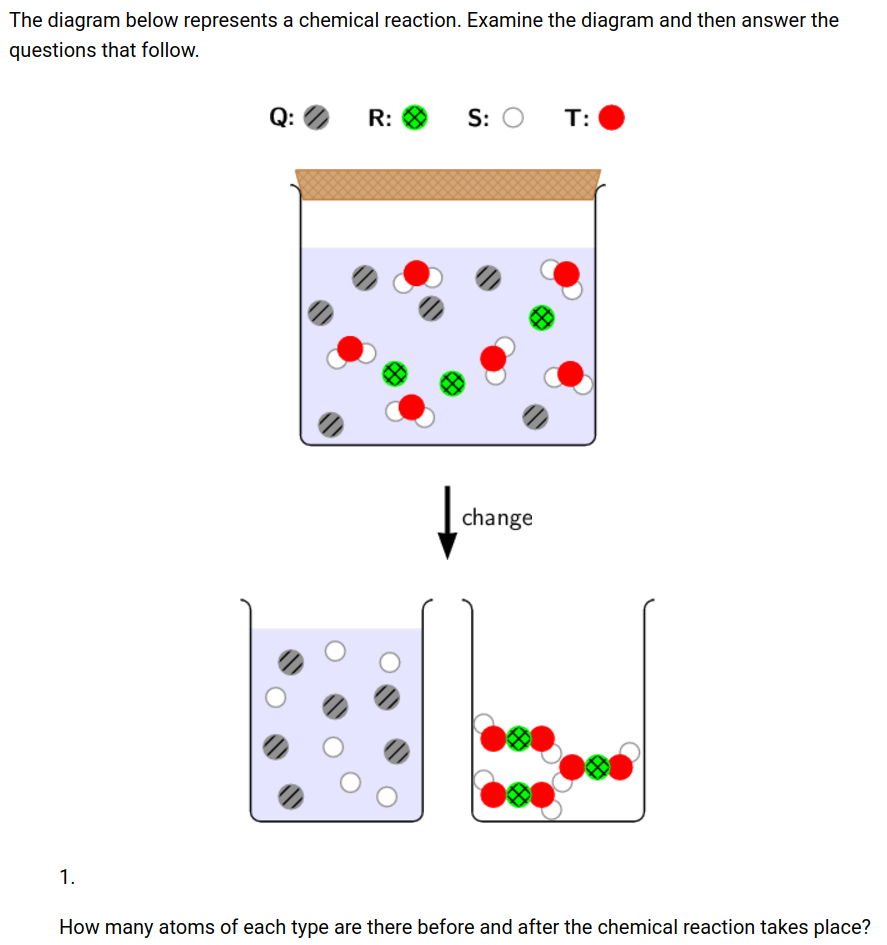 The diagram below represents a chemical reaction. Examine the diagram and then answer the
questions that follow.
Q: R: S: T:
change
1.
How many atoms of each type are there before and after the chemical reaction takes place?